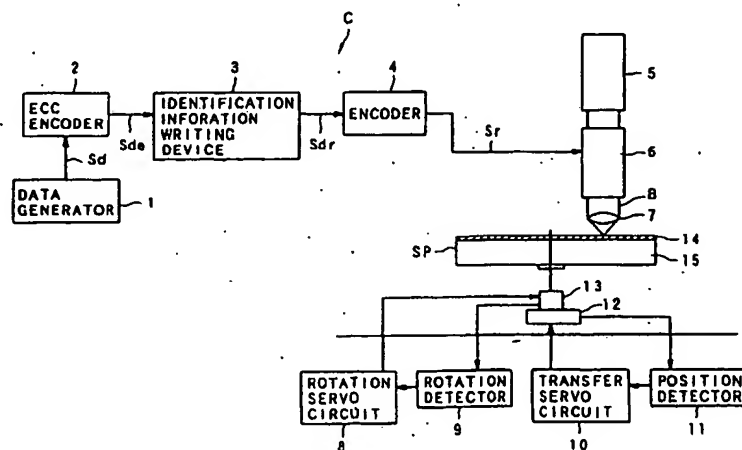 C
2
3
4
5
ECC
ENCODER
Sde
IDENTIFICATION
INFORATION
WRITING
DEVICE
Sdr
ENCODER
Sr
6
Sd
DATA
GENERATOR
1
B
7
SP
14
15
13
12
ROTATION
SERVO
CIRCUIT
8
ROTATION
DETECTOR
9
TRANSFER
SERVO
CIRCUIT
10
POSITION
DETECTOR
11